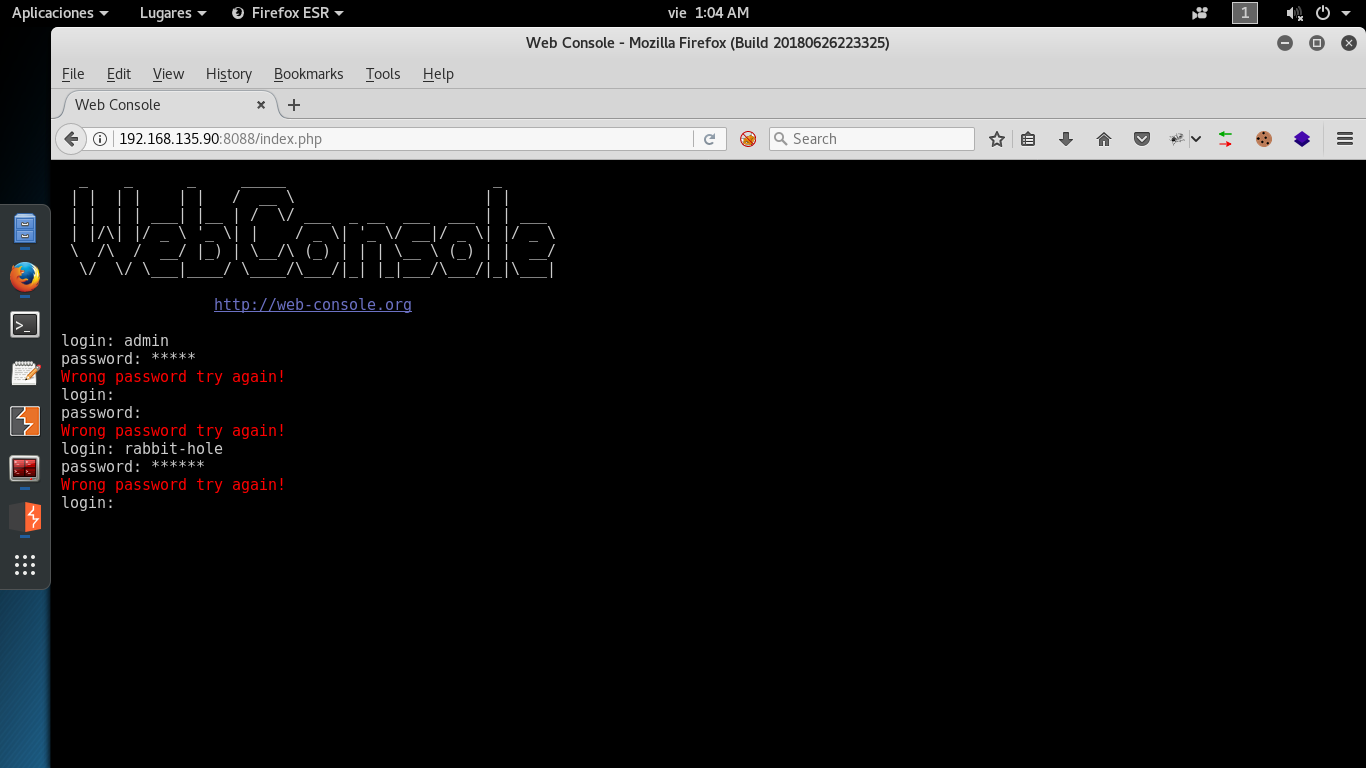 Aplicaciones Lugares Firefox ESR vie 1:04 AM 1
Web Console - Mozilla Firefox (Build 20180626223325)
File Edit View History Bookmarks Tools Help
Web Console
192.168.135.90:8088/index.php Search
WebConsole
http://web-console.org
login: admin
password: *****
Wrong password try again!
login:
password:
Wrong password try again!
login: rabbit-hole
password: ******
Wrong password try again!
login: